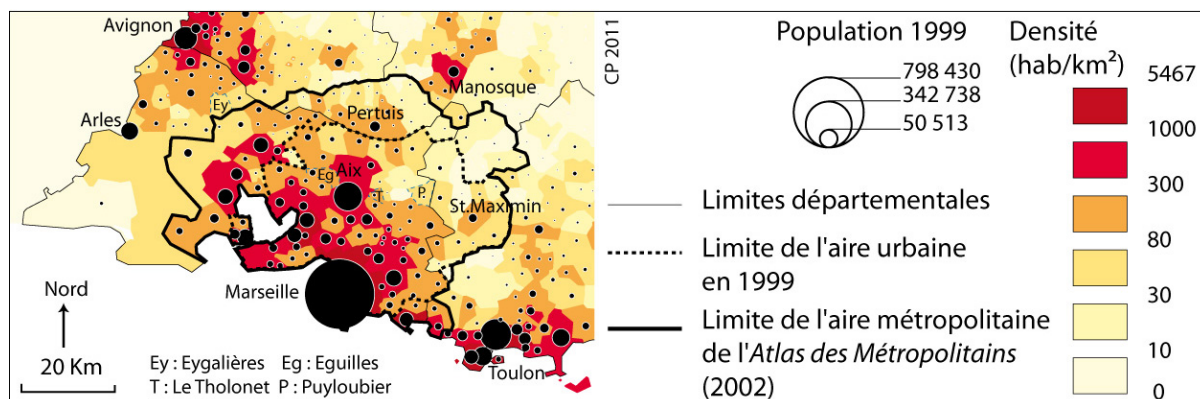 Avignon
Manosque
Ey
Arles
Pertuis
Eg
Aix
T
P
St.Maximin
Marseille
Toulon
Nord
20 Km
Ey : Eygalières Eg : Eguilles
T : Le Tholonet P : Puyloubier
CP 2011
Population 1999
798 430
342 738
50 513
Limites départementales
Limite de l'aire urbaine
en 1999
Limite de l'aire métropolitaine
de l'Atlas des Métropolitains
(2002)
Densité
(hab/km²)
5467
1000
300
80
30
10
0